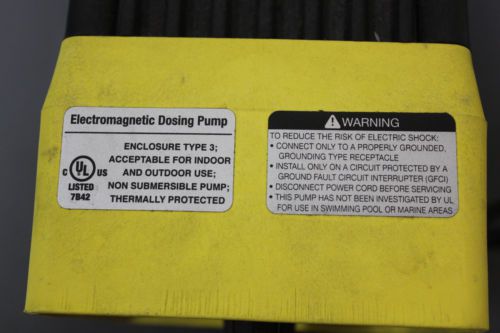 Electromagnetic Dosing Pump
ENCLOSURE TYPE 3;
ACCEPTABLE FOR INDOOR
AND OUTDOOR USE;
NON SUBMERSIBLE PUMP;
THERMALLY PROTECTED
C UL US
LISTED
7B42
WARNING
TO REDUCE THE RISK OF ELECTRIC SHOCK:
• CONNECT ONLY TO A PROPERLY GROUNDED,
GROUNDING TYPE RECEPTACLE
• INSTALL ONLY ON A CIRCUIT PROTECTED BY A
GROUND FAULT CIRCUIT INTERRUPTER (GFCI)
• DISCONNECT POWER CORD BEFORE SERVICING
• THIS PUMP HAS NOT BEEN INVESTIGATED BY UL
FOR USE IN SWIMMING POOL OR MARINE AREAS